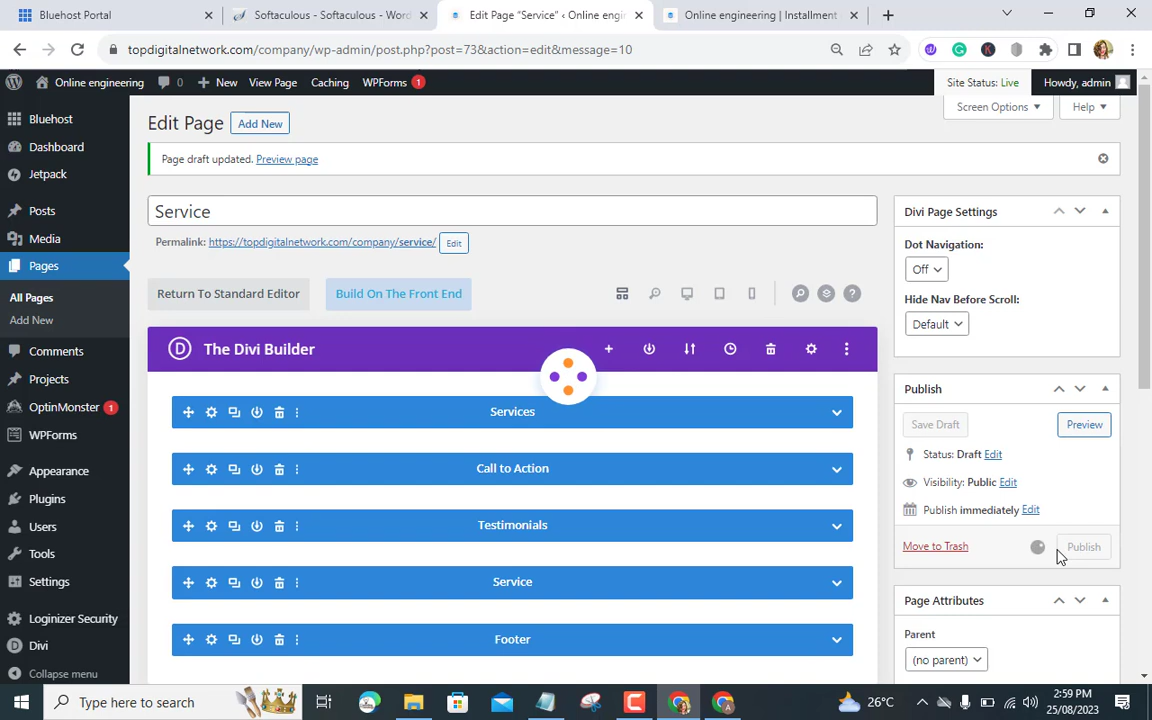 Bluehost Portal
Softaculous - Softaculous - Wor
Edit Page "Service" ‹ Online engi
Online engineering | Installment
topdigitalnetwork.com/company/wp-admin/post.php?post=73&action=edit&message=10
Online engineering
0
New
View Page
Caching
WPForms 1
Site Status: Live
Howdy, admin
Screen Options
Help
Bluehost
Dashboard
Jetpack
Posts
Media
Pages
All Pages
Add New
Comments
Projects
OptinMonster 1
WPForms
Appearance
Plugins
Users
Tools
Settings
Loginizer Security
Divi
Collapse menu
Edit Page
Add New
Page draft updated. Preview page
Service
Permalink: https://topdigitalnetwork.com/company/service/ Edit
Return To Standard Editor
Build On The Front End
D The Divi Builder
Services
Call to Action
Testimonials
Service
Footer
Divi Page Settings
Dot Navigation:
Off
Hide Nav Before Scroll:
Default
Publish
Save Draft
Preview
Status: Draft Edit
Visibility: Public Edit
Publish immediately Edit
Move to Trash
Publish
Page Attributes
Parent
(no parent)
Type here to search
26°C
2:59 PM
25/08/2023